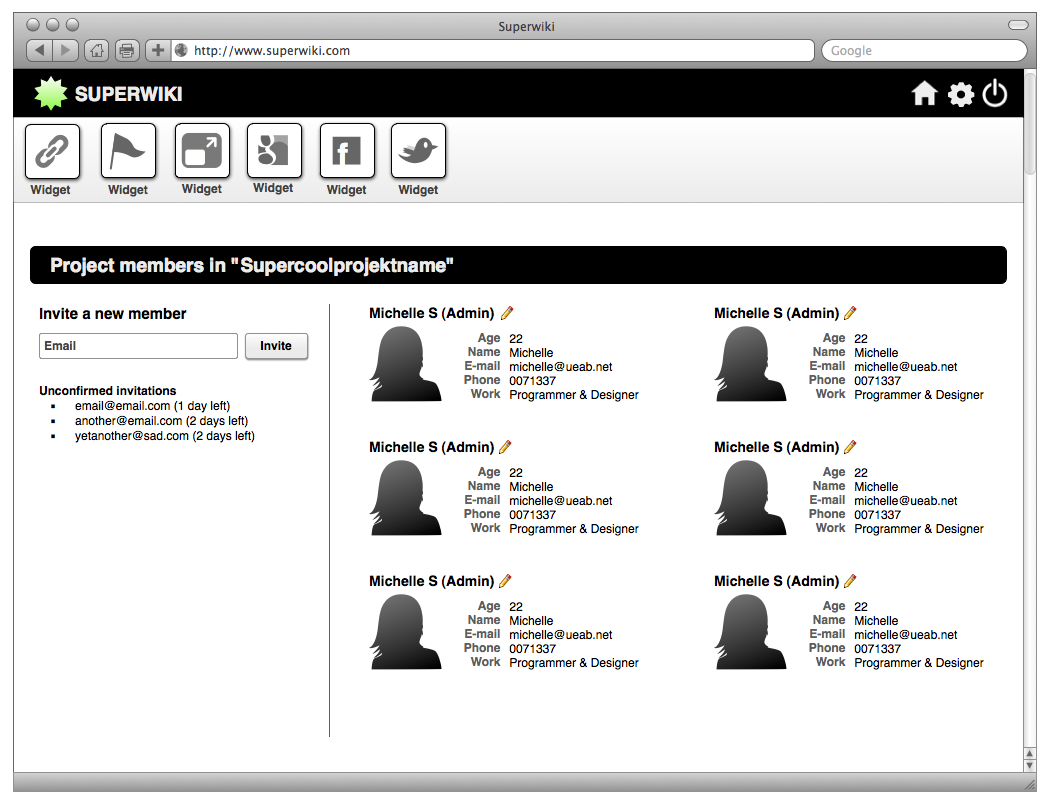 Superwiki
http://www.superwiki.com
Google
SUPERWIKI
Widget Widget Widget Widget Widget Widget
Project members in "Supercoolprojektname"
Invite a new member
Email
Invite
Unconfirmed invitations
email@email.com (1 day left)
another@email.com (2 days left)
yetanother@sad.com (2 days left)
Michelle S (Admin)
Age 22
Name Michelle
E-mail michelle@ueab.net
Phone 0071337
Work Programmer & Designer
Michelle S (Admin)
Age 22
Name Michelle
E-mail michelle@ueab.net
Phone 0071337
Work Programmer & Designer
Michelle S (Admin)
Age 22
Name Michelle
E-mail michelle@ueab.net
Phone 0071337
Work Programmer & Designer
Michelle S (Admin)
Age 22
Name Michelle
E-mail michelle@ueab.net
Phone 0071337
Work Programmer & Designer
Michelle S (Admin)
Age 22
Name Michelle
E-mail michelle@ueab.net
Phone 0071337
Work Programmer & Designer
Michelle S (Admin)
Age 22
Name Michelle
E-mail michelle@ueab.net
Phone 0071337
Work Programmer & Designer